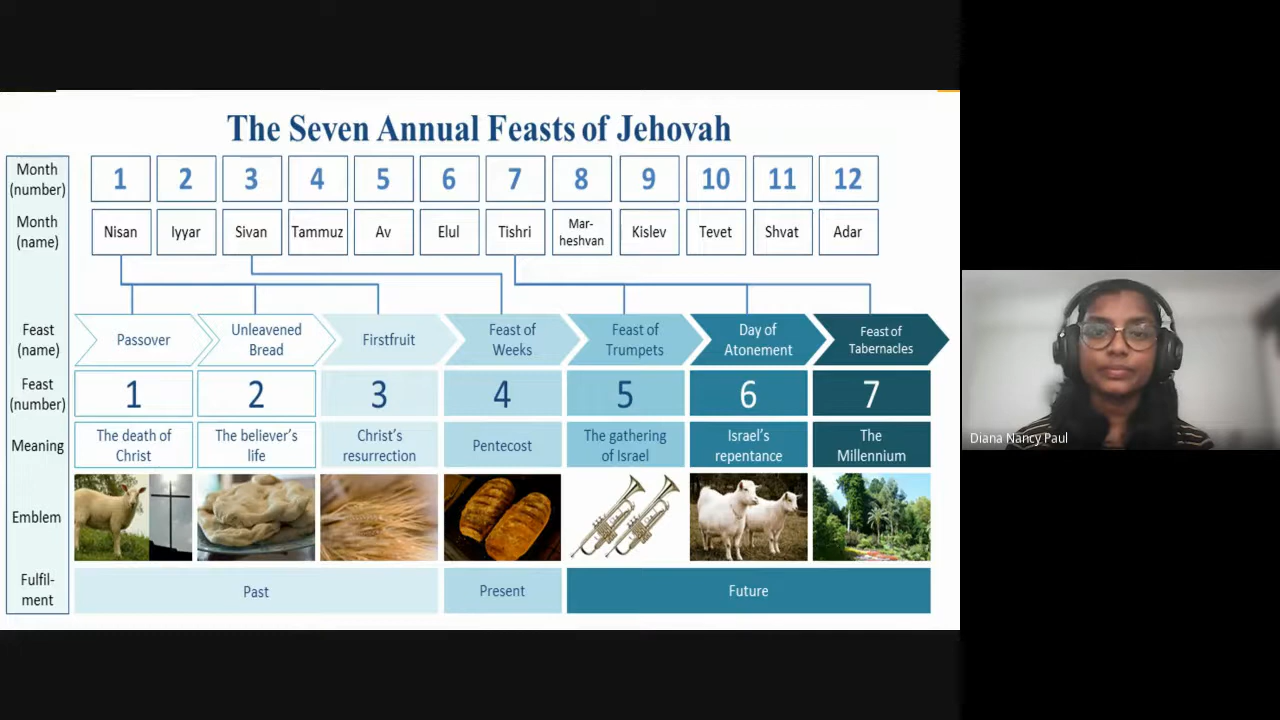 The Seven Annual Feasts of Jehovah
Month
(number)
1 2 3 4 5 6 7 8 9 10 11 12
Month
(name)
Nisan Iyyar Sivan Tammuz Av Elul Tishri Mar-
heshvan Kislev Tevet Shvat Adar
Feast
(name)
Passover
Unleavened
Bread
Firstfruit
Feast of
Weeks
Feast of
Trumpets
Day of
Atonement
Feast of
Tabernacles
Feast
(number)
1 2 3 4 5 6 7
Meaning
The death of
Christ
The believer's
life
Christ's
resurrection
Pentecost
The gathering
of Israel
Israel's
repentance
The
Millennium
Emblem
Fulfil-
ment
Past
Present
Future
Diana Nancy Paul